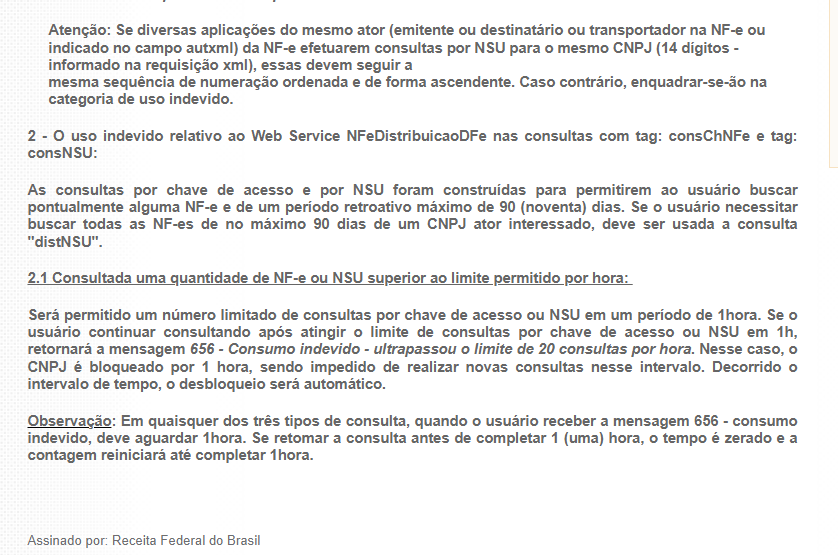 Atenção: Se diversas aplicações do mesmo ator (emitente ou destinatário ou transportador na NF-e ou
indicado no campo autxml) da NF-e efetuarem consultas por NSU para o mesmo CNPJ (14 dígitos -
informado na requisição xml), essas devem seguir a
mesma sequência de numeração ordenada e de forma ascendente. Caso contrário, enquadrar-se-ão na
categoria de uso indevido.
2 - O uso indevido relativo ao Web Service NFeDistribuicaoDFe nas consultas com tag: consChNFe e tag:
consNSU:
As consultas por chave de acesso e por NSU foram construídas para permitirem ao usuário buscar
pontualmente alguma NF-e e de um período retroativo máximo de 90 (noventa) dias. Se o usuário necessitar
buscar todas as NF-es de no máximo 90 dias de um CNPJ ator interessado, deve ser usada a consulta
"distNSU".
2.1 Consultada uma quantidade de NF-e ou NSU superior ao limite permitido por hora:
Será permitido um número limitado de consultas por chave de acesso ou NSU em um período de 1hora. Se o
usuário continuar consultando após atingir o limite de consultas por chave de acesso ou NSU em 1h,
retornará a mensagem 656 - Consumo indevido - ultrapassou o limite de 20 consultas por hora. Nesse caso, o
CNPJ é bloqueado por 1 hora, sendo impedido de realizar novas consultas nesse intervalo. Decorrido o
intervalo de tempo, o desbloqueio será automático.
Observação: Em quaisquer dos três tipos de consulta, quando o usuário receber a mensagem 656 - consumo
indevido, deve aguardar 1hora. Se retomar a consulta antes de completar 1 (uma) hora, o tempo é zerado e a
contagem reiniciará até completar 1hora.
Assinado por: Receita Federal do Brasil